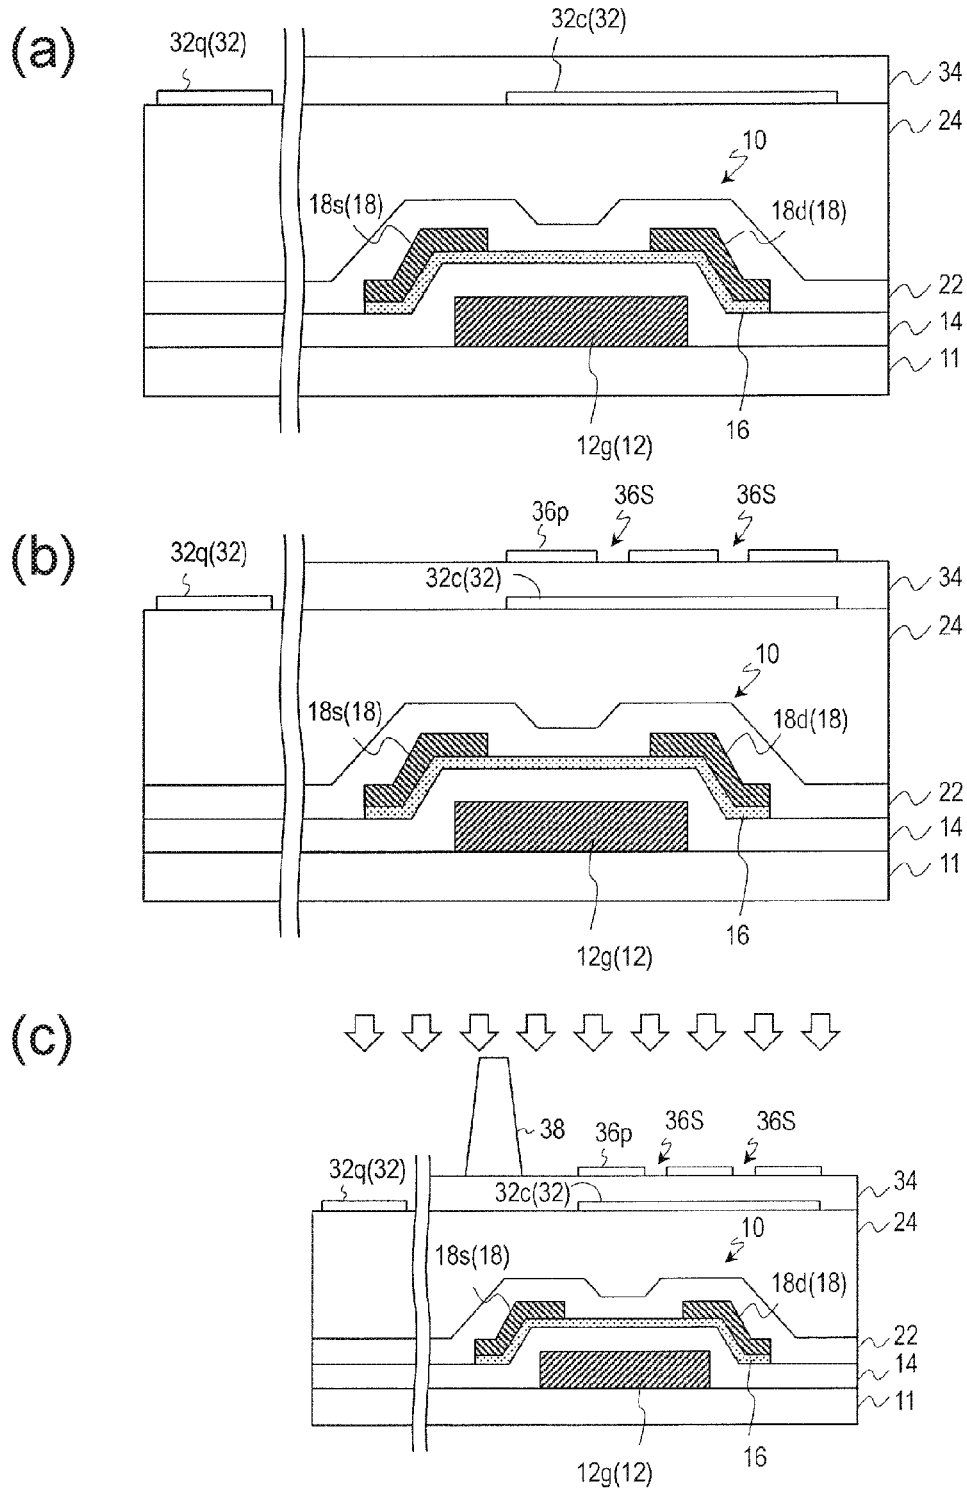 (a)
32q(32)
32c(32)
34
24
10
18s(18)
18d(18)
22
14
11
16
12g(12)
(b)
36p
36S
36S
32q(32)
32c(32)
34
24
10
18s(18)
18d(18)
22
14
11
16
12g(12)
(c)
38
36p
36S
36S
32q(32)
32c(32)
34
24
10
18s(18)
18d(18)
22
14
11
16
12g(12)